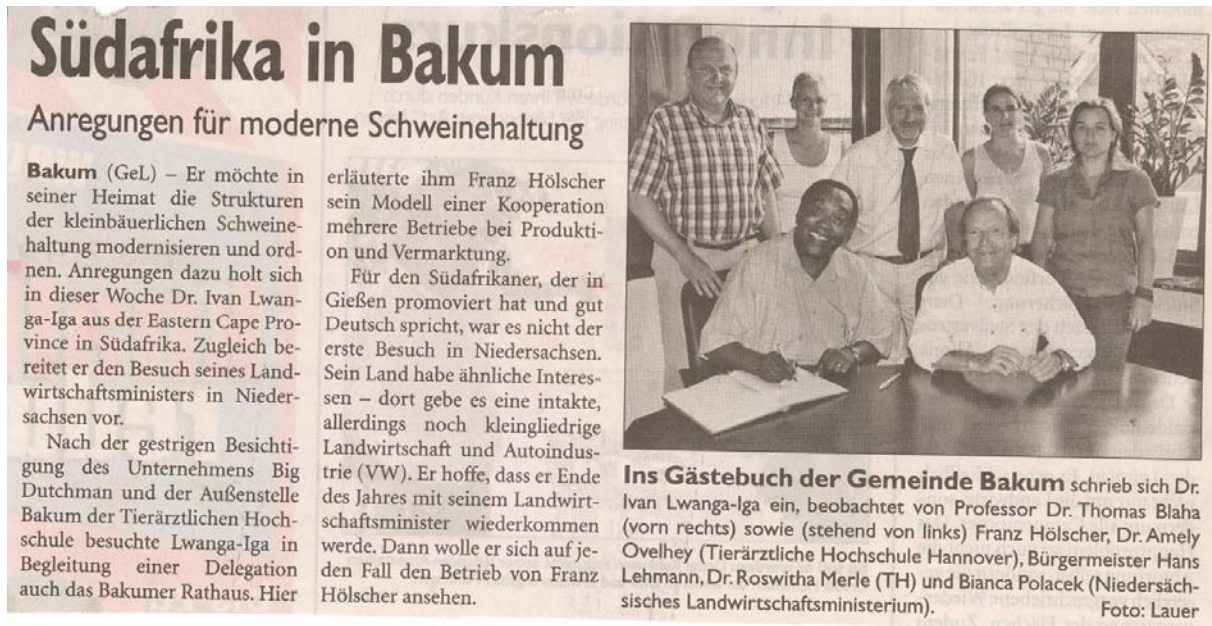 Südafrika in Bakum
Anregungen für moderne Schweinehaltung
Bakum (GeL) – Er möchte in
seiner Heimat die Strukturen
der kleinbäuerlichen Schweine-
haltung modernisieren und ord-
nen. Anregungen dazu holt sich
in dieser Woche Dr. Ivan Lwan-
ga-Iga aus der Eastern Cape Pro-
vince in Südafrika. Zugleich be-
reitet er den Besuch seines Land-
wirtschaftsministers in Nieder-
sachsen vor.
Nach der gestrigen Besichti-
gung des Unternehmens Big
Dutchman und der Außenstelle
Bakum der Tierärztlichen Hoch-
schule besuchte Lwanga-Iga in
Begleitung einer Delegation
auch das Bakumer Rathaus. Hier
erläuterte ihm Franz Hölscher
sein Modell einer Kooperation
mehrere Betriebe bei Produkti-
on und Vermarktung.
Für den Südafrikaner, der in
Gießen promoviert hat und gut
Deutsch spricht, war es nicht der
erste Besuch in Niedersachsen.
Sein Land habe ähnliche Interes-
sen – dort gebe es eine intakte,
allerdings noch kleingliedrige
Landwirtschaft und Autoindus-
trie (VW). Er hoffe, dass er Ende
des Jahres mit seinem Landwirt-
schaftsminister wiederkommen
werde. Dann wolle er sich auf je-
den Fall den Betrieb von Franz
Hölscher ansehen.
Ins Gästebuch der Gemeinde Bakum schrieb sich Dr.
Ivan Lwanga-Iga ein, beobachtet von Professor Dr. Thomas Blaha
(vorn rechts) sowie (stehend von links) Franz Hölscher, Dr. Amely
Ovelhey (Tierärztliche Hochschule Hannover), Bürgermeister Hans
Lehmann, Dr. Roswitha Merle (TH) und Bianca Polacek (Niedersäch-
sisches Landwirtschaftsministerium). Foto: Lauer